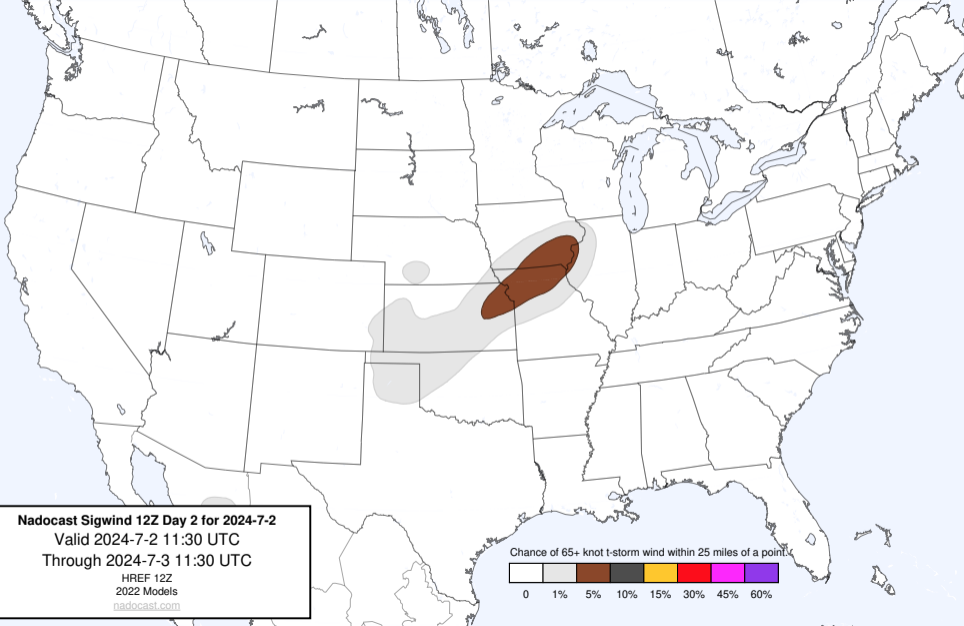 Nadocast Sigwind 12Z Day 2 for 2024-7-2
Valid 2024-7-2 11:30 UTC
Through 2024-7-3 11:30 UTC
HREF 12Z
2022 Models
nadocast.com
Chance of 65+ knot t-storm wind within 25 miles of a point.
0 1% 5% 10% 15% 30% 45% 60%